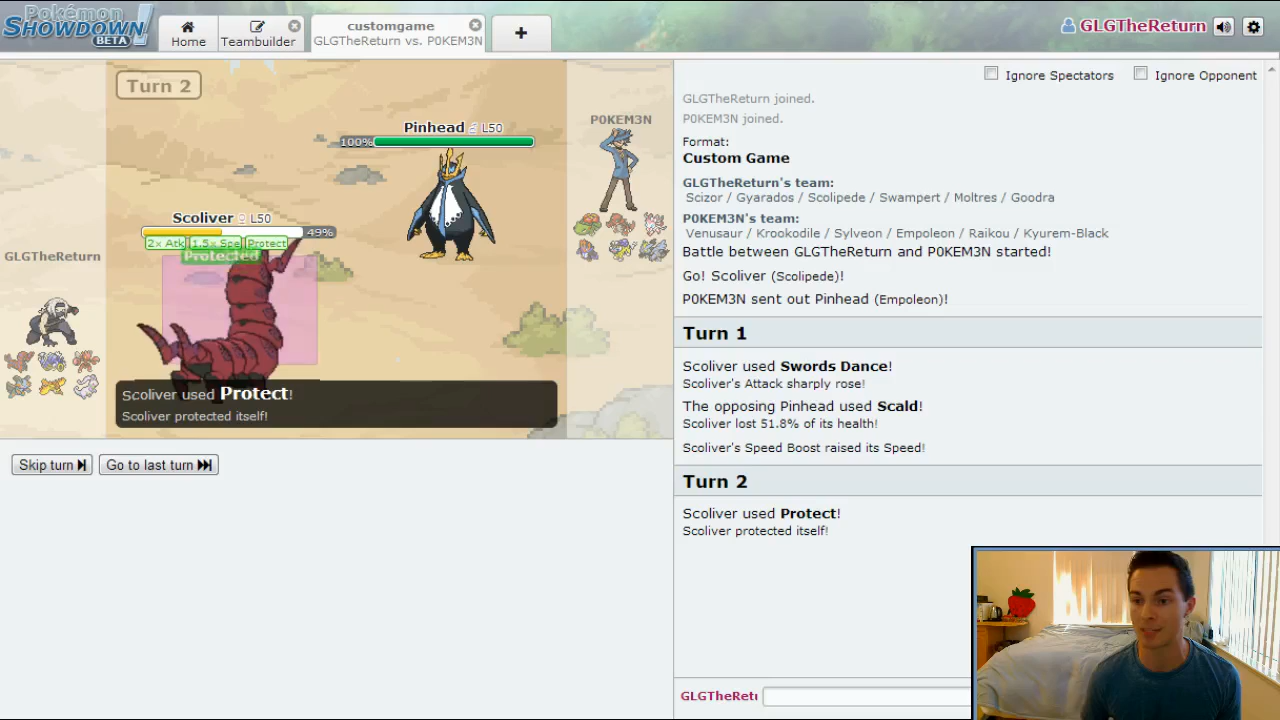 Pokémon
Showdown!
BETA
Home
Teambuilder
customgame
GLGTheReturn vs. P0KEM3N
+
GLGTheReturn
Turn 2
Pinhead L50
100%
P0KEM3N
Scoliver L50
49%
2x Atk 1.5x Spe Protect
Protected
GLGTheReturn
Scoliver used Protect!
Scoliver protected itself!
Skip turn
Go to last turn
Ignore Spectators
Ignore Opponent
GLGTheReturn joined.
P0KEM3N joined.
Format:
Custom Game
GLGTheReturn's team:
Scizor / Gyarados / Scolipede / Swampert / Moltres / Goodra
P0KEM3N's team:
Venusaur / Krookodile / Sylveon / Empoleon / Raikou / Kyurem-Black
Battle between GLGTheReturn and P0KEM3N started!
Go! Scoliver (Scolipede)!
P0KEM3N sent out Pinhead (Empoleon)!
Turn 1
Scoliver used Swords Dance!
Scoliver's Attack sharply rose!
The opposing Pinhead used Scald!
Scoliver lost 51.8% of its health!
Scoliver's Speed Boost raised its Speed!
Turn 2
Scoliver used Protect!
Scoliver protected itself!
GLGTheRetu